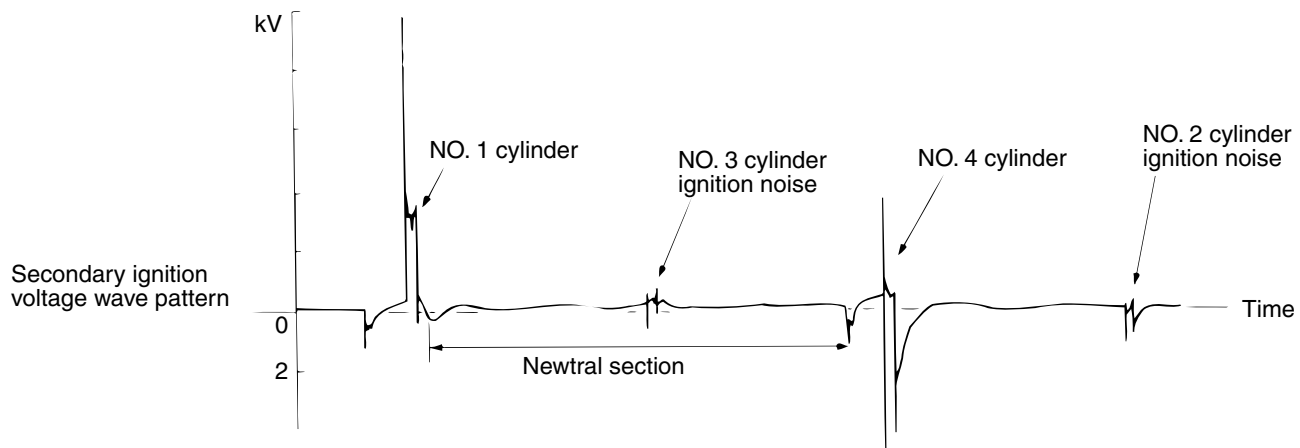 kV
NO. 1 cylinder
NO. 3 cylinder
ignition noise
NO. 4 cylinder
NO. 2 cylinder
ignition noise
Secondary ignition
voltage wave pattern
0
2
Time
Newtral section